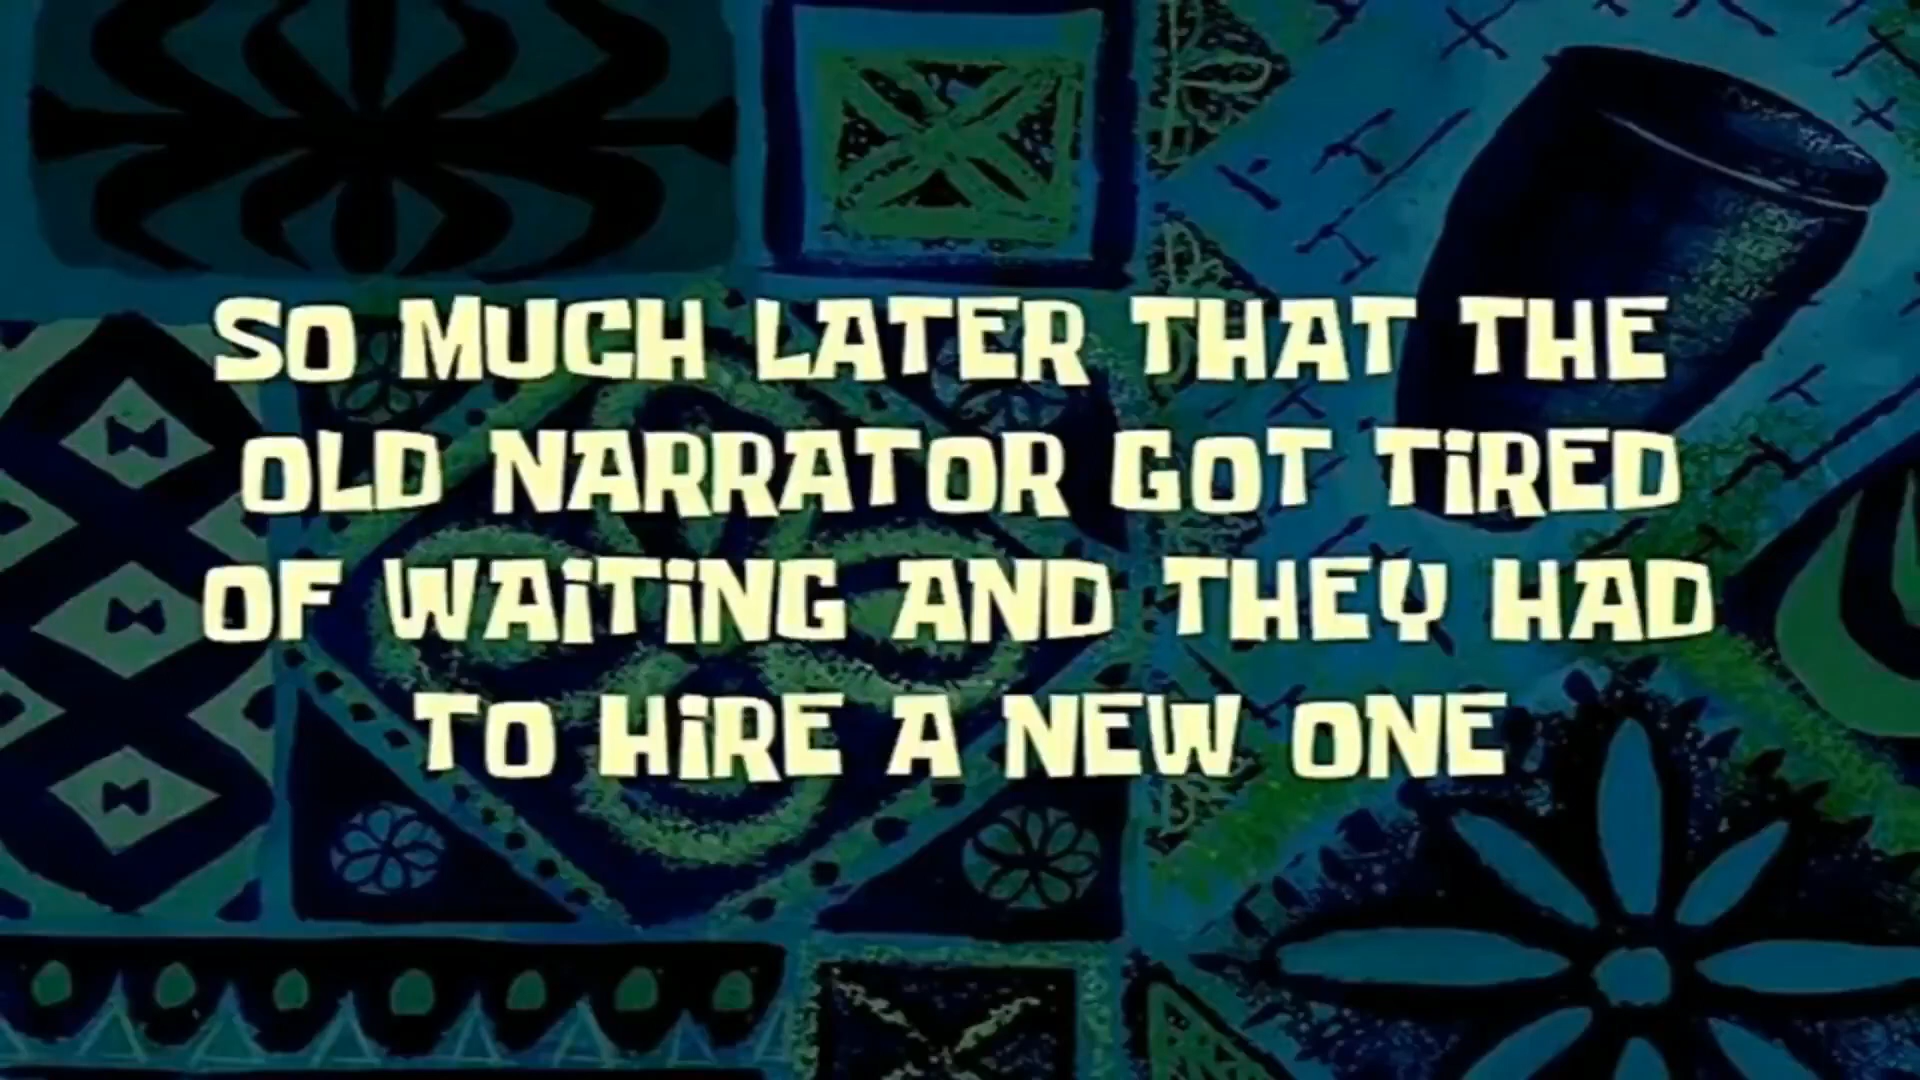 SO MUCH LATER THAT THE
OLD NARRATOR GOT TiRED
OF WAiTiNG AND THEY HAD
TO HiRE A NEW ONE